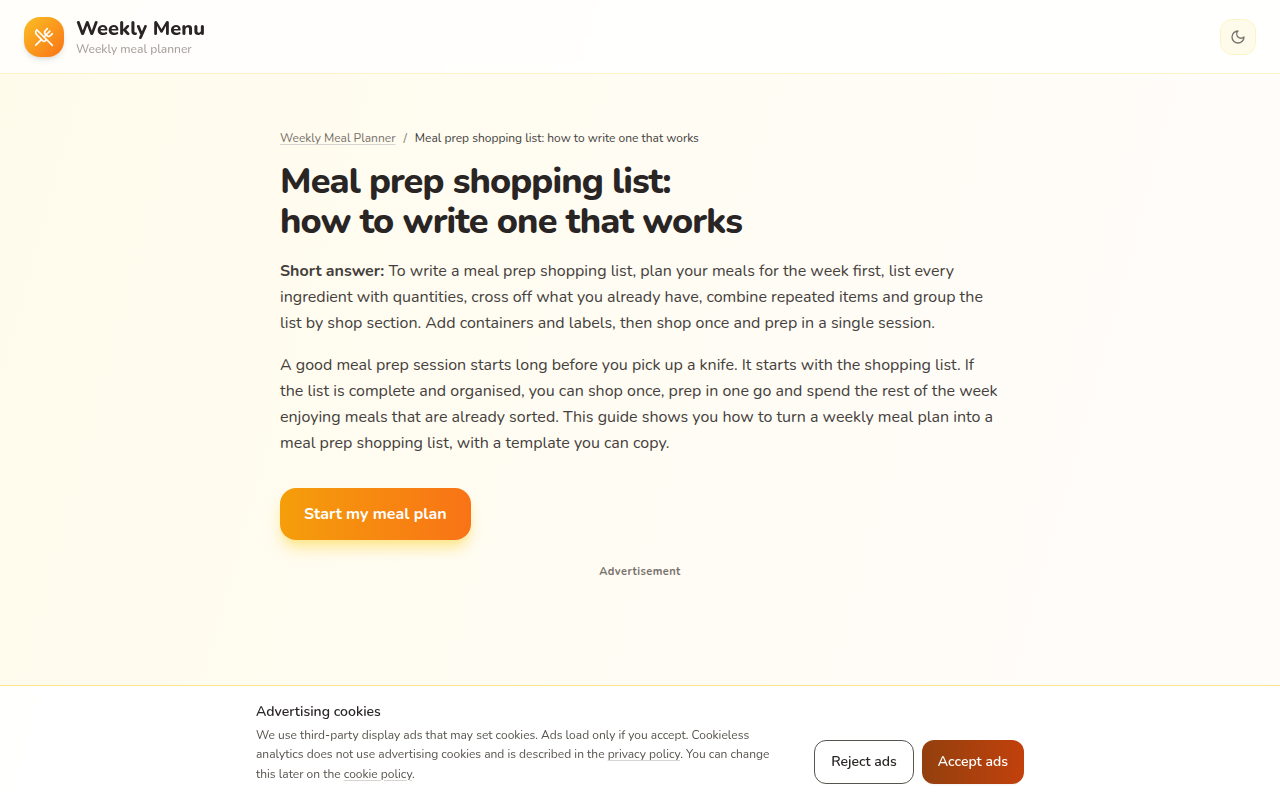 Weekly Menu
Weekly meal planner
Weekly Meal Planner / Meal prep shopping list: how to write one that works
Meal prep shopping list:
how to write one that works
Short answer: To write a meal prep shopping list, plan your meals for the week first, list every
ingredient with quantities, cross off what you already have, combine repeated items and group the
list by shop section. Add containers and labels, then shop once and prep in a single session.
A good meal prep session starts long before you pick up a knife. It starts with the shopping list. If
the list is complete and organised, you can shop once, prep in one go and spend the rest of the week
enjoying meals that are already sorted. This guide shows you how to turn a weekly meal plan into a
meal prep shopping list, with a template you can copy.
Start my meal plan
Advertisement
Advertising cookies
We use third-party display ads that may set cookies. Ads load only if you accept. Cookieless
analytics does not use advertising cookies and is described in the privacy policy. You can change
this later on the cookie policy.
Reject ads
Accept ads